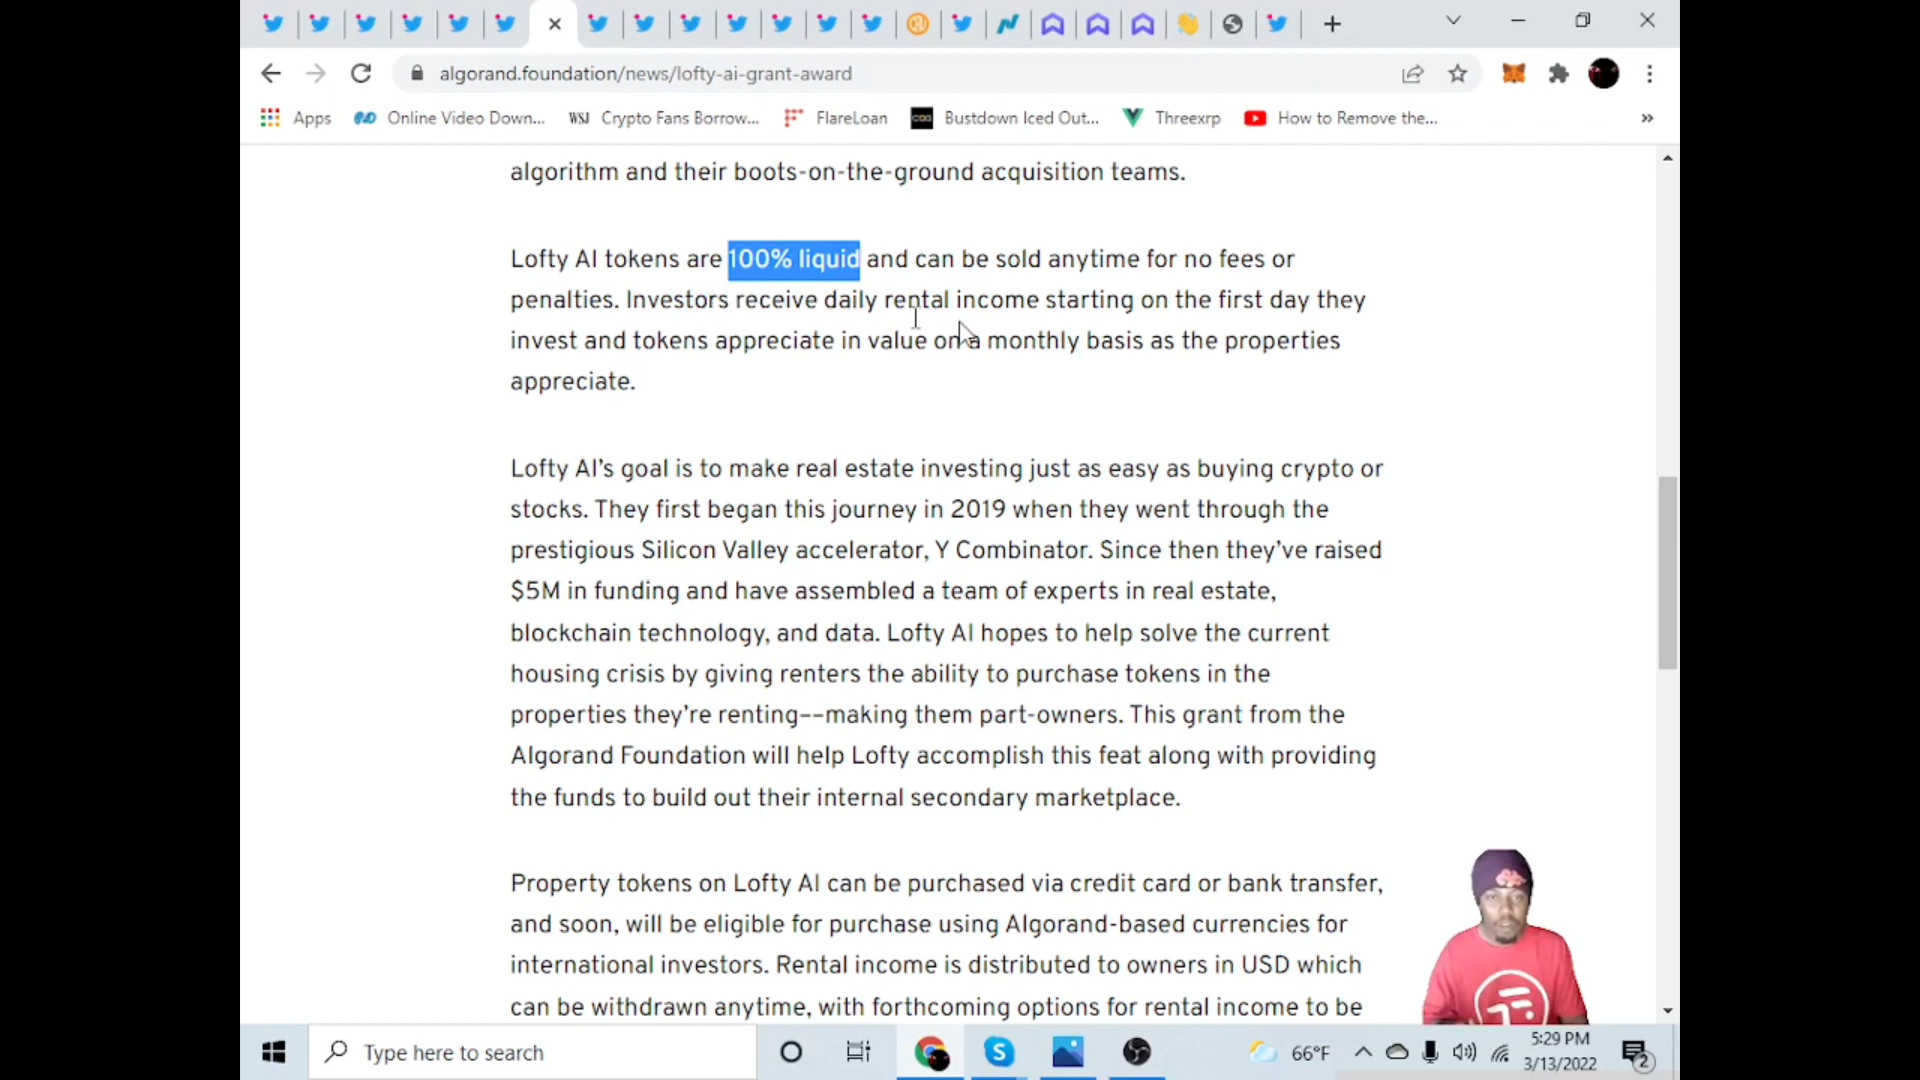 algorand.foundation/news/lofty-ai-grant-award
Apps Online Video Down... WSJ Crypto Fans Borrow... FlareLoan Bustdown Iced Out... Threexrp How to Remove the... »
algorithm and their boots-on-the-ground acquisition teams.
Lofty AI tokens are 100% liquid and can be sold anytime for no fees or
penalties. Investors receive daily rental income starting on the first day they
invest and tokens appreciate in value on a monthly basis as the properties
appreciate.
Lofty AI’s goal is to make real estate investing just as easy as buying crypto or
stocks. They first began this journey in 2019 when they went through the
prestigious Silicon Valley accelerator, Y Combinator. Since then they’ve raised
$5M in funding and have assembled a team of experts in real estate,
blockchain technology, and data. Lofty AI hopes to help solve the current
housing crisis by giving renters the ability to purchase tokens in the
properties they’re renting––making them part-owners. This grant from the
Algorand Foundation will help Lofty accomplish this feat along with providing
the funds to build out their internal secondary marketplace.
Property tokens on Lofty AI can be purchased via credit card or bank transfer,
and soon, will be eligible for purchase using Algorand-based currencies for
international investors. Rental income is distributed to owners in USD which
can be withdrawn anytime, with forthcoming options for rental income to be
Type here to search 66°F 5:29 PM
3/13/2022 2